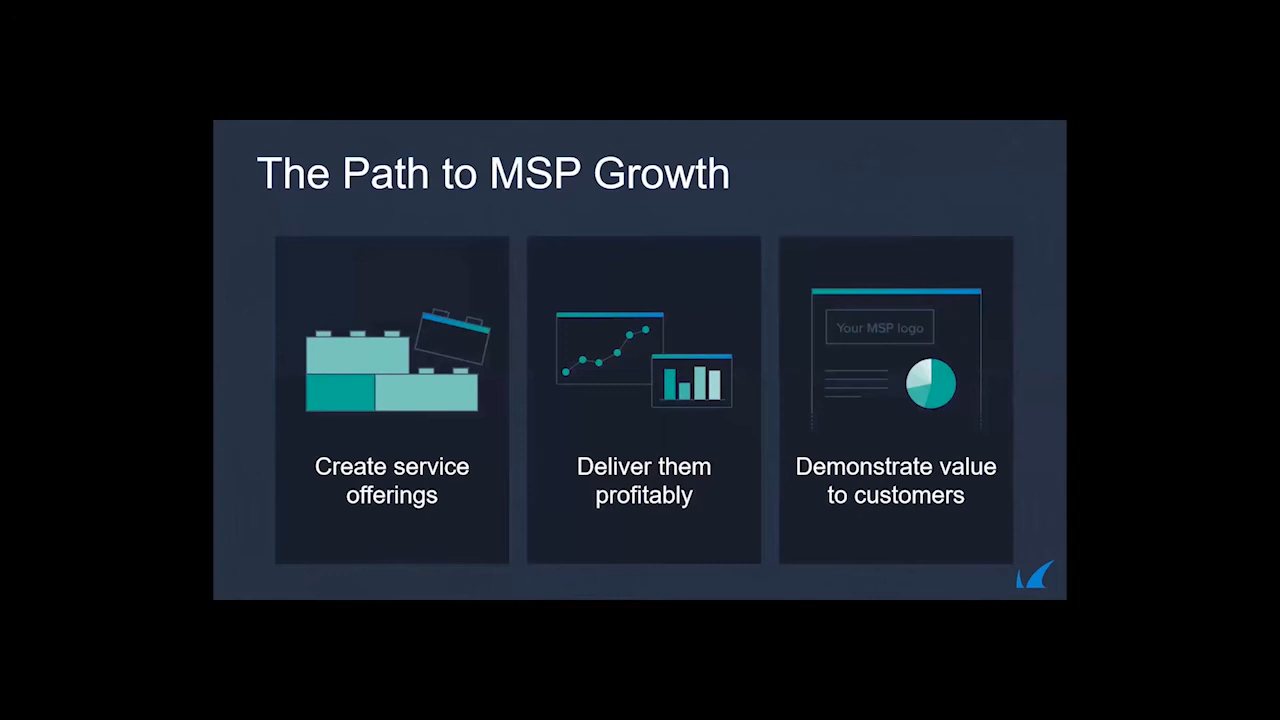 The Path to MSP Growth
Your MSP logo
Create service
offerings
Deliver them
profitably
Demonstrate value
to customers